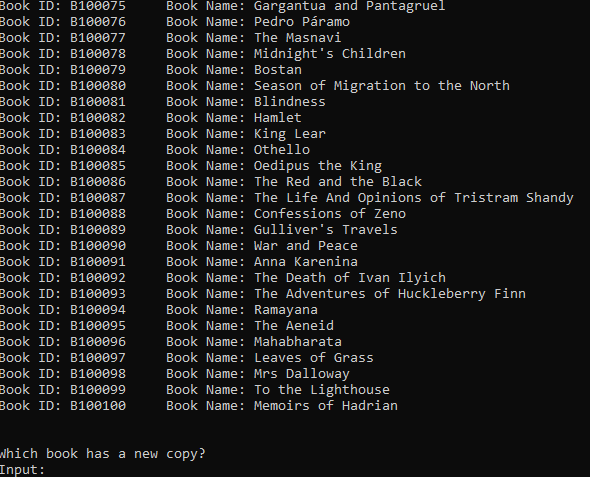 Book ID: B100075 Book Name: Gargantua and Pantagruel
Book ID: B100076 Book Name: Pedro Páramo
Book ID: B100077 Book Name: The Masnavi
Book ID: B100078 Book Name: Midnight's Children
Book ID: B100079 Book Name: Bostan
Book ID: B100080 Book Name: Season of Migration to the North
Book ID: B100081 Book Name: Blindness
Book ID: B100082 Book Name: Hamlet
Book ID: B100083 Book Name: King Lear
Book ID: B100084 Book Name: Othello
Book ID: B100085 Book Name: Oedipus the King
Book ID: B100086 Book Name: The Red and the Black
Book ID: B100087 Book Name: The Life And Opinions of Tristram Shandy
Book ID: B100088 Book Name: Confessions of Zeno
Book ID: B100089 Book Name: Gulliver's Travels
Book ID: B100090 Book Name: War and Peace
Book ID: B100091 Book Name: Anna Karenina
Book ID: B100092 Book Name: The Death of Ivan Ilyich
Book ID: B100093 Book Name: The Adventures of Huckleberry Finn
Book ID: B100094 Book Name: Ramayana
Book ID: B100095 Book Name: The Aeneid
Book ID: B100096 Book Name: Mahabharata
Book ID: B100097 Book Name: Leaves of Grass
Book ID: B100098 Book Name: Mrs Dalloway
Book ID: B100099 Book Name: To the Lighthouse
Book ID: B100100 Book Name: Memoirs of Hadrian
Which book has a new copy?
Input: